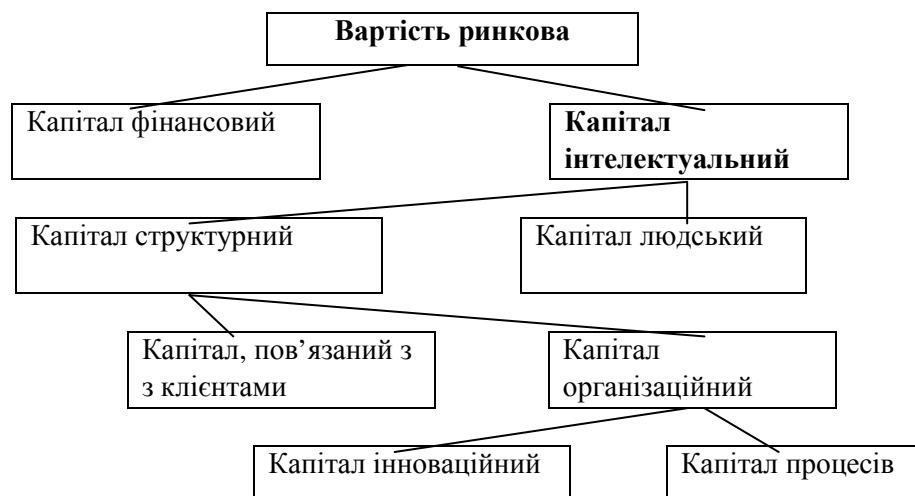 Вартість ринкова
Капітал фінансовий
Капітал
інтелектуальний
Капітал структурний
Капітал людський
Капітал, пов’язаний з
з клієнтами
Капітал
організаційний
Капітал інноваційний
Капітал процесів